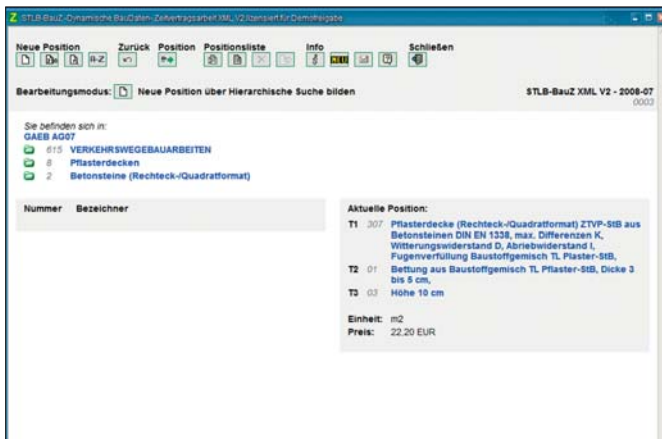 STLB-BauZ -Dynamische BauDaten- Zeitvertragsarbeit XML, V2 lizensiert für Demofreigabe
Neue Position Zurück Position Positionsliste Info Schließen
A-Z NEU
Bearbeitungsmodus: Neue Position über Hierarchische Suche bilden STLB-BauZ XML V2 - 2008-07
0003
Sie befinden sich in:
GAEB AG07
615 VERKEHRSWEGEBAUARBEITEN
8 Pflasterdecken
2 Betonsteine (Rechteck-/Quadratformat)
Nummer Bezeichner
Aktuelle Position:
T1 307 Pflasterdecke (Rechteck-/Quadratformat) ZTVP-StB aus
Betonsteinen DIN EN 1338, max. Differenzen K,
Witterungswiderstand D, Abriebwiderstand I,
Fugenverfüllung Baustoffgemisch TL Plaster-StB,
T2 01 Bettung aus Baustoffgemisch TL Pflaster-StB, Dicke 3
bis 5 cm,
T3 03 Höhe 10 cm
Einheit: m2
Preis: 22,20 EUR